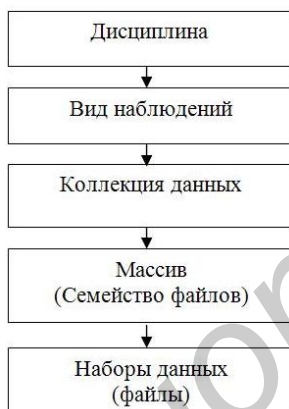 Дисциплина
Вид наблюдений
Коллекция данных
Массив
(Семейство файлов)
Наборы данных
(файлы)